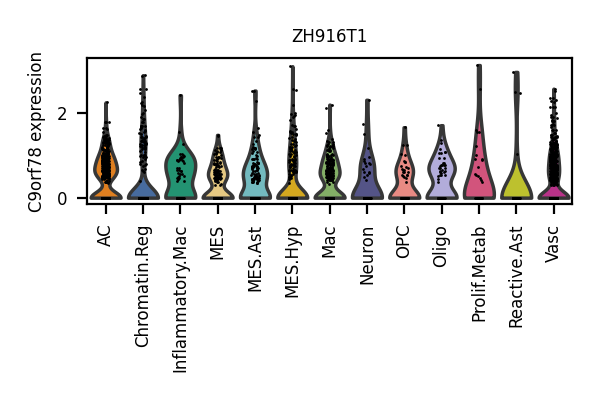 ZH916T1
C9orf78 expression
2
0
AC
Chromatin.Reg
Inflammatory.Mac
MES
MES.Ast
MES.Hyp
Mac
Neuron
OPC
Oligo
Prolif.Metab
Reactive.Ast
Vasc